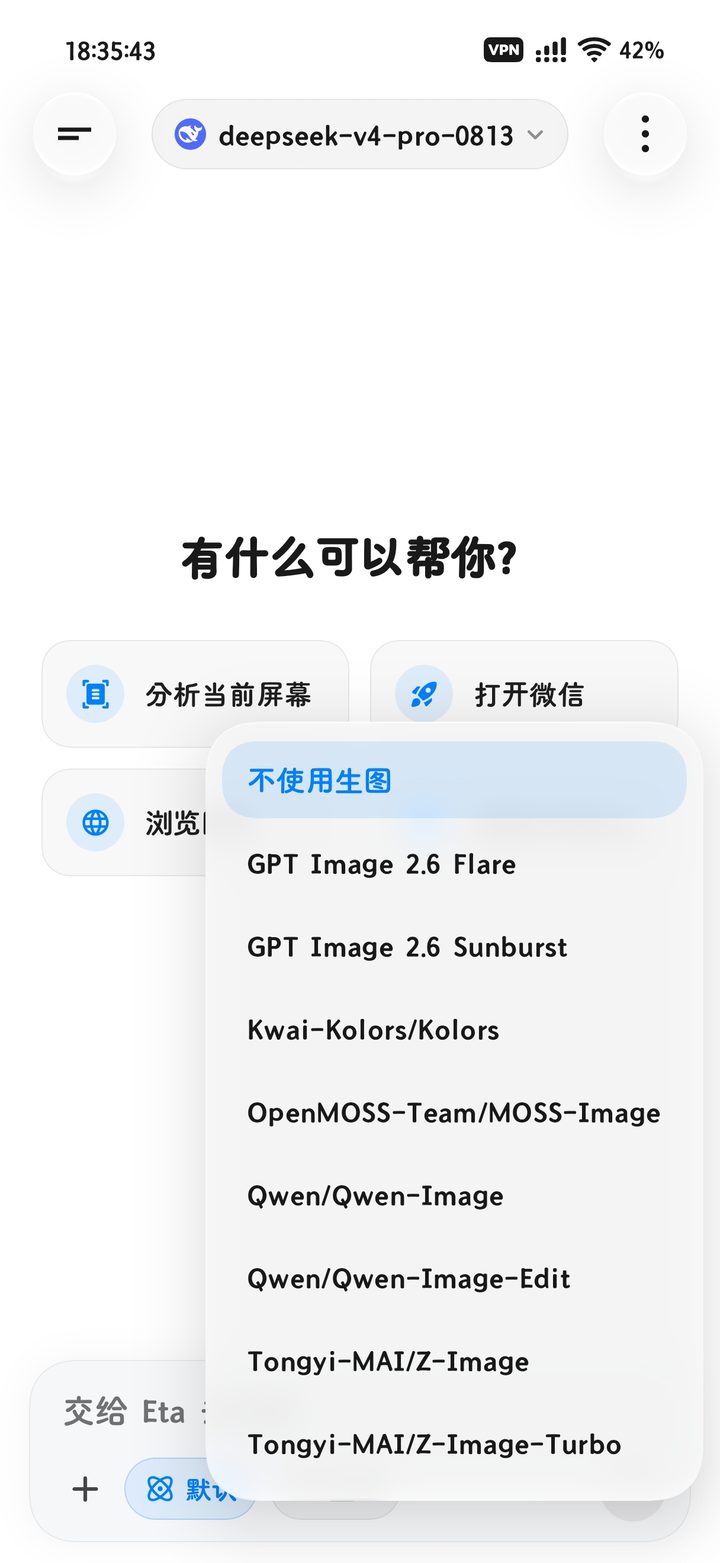 18:35:43
VPN
42%
deepseek-v4-pro-0813
有什么可以帮你?
分析当前屏幕
打开微信
浏览
不使用生图
GPT Image 2.6 Flare
GPT Image 2.6 Sunburst
Kwai-Kolors/Kolors
OpenMOSS-Team/MOSS-Image
Qwen/Qwen-Image
Qwen/Qwen-Image-Edit
Tongyi-MAI/Z-Image
Tongyi-MAI/Z-Image-Turbo
交给 Eta
默认